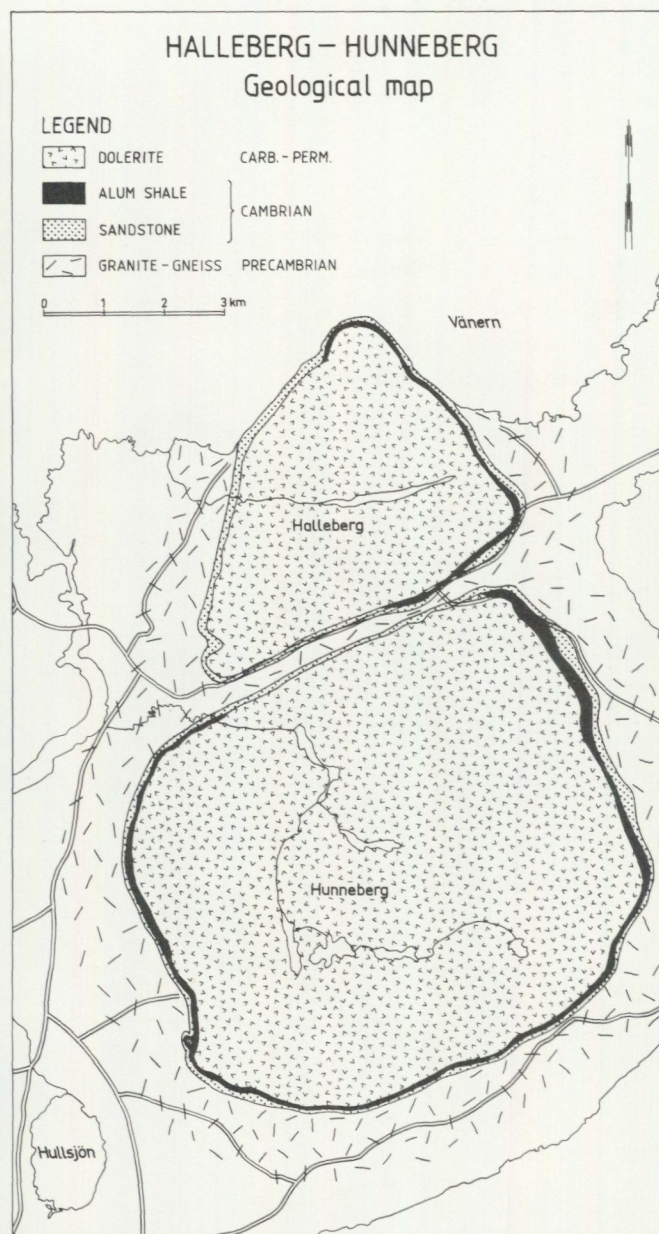 HALLEBERG – HUNNEBERG
Geological map
LEGEND
DOLERITE CARB.- PERM.
ALUM SHALE
CAMBRIAN
SANDSTONE
GRANITE - GNEISS PRECAMBRIAN
0 1 2 3 km
Vänern
Halleberg
Hunneberg
Hullsjön